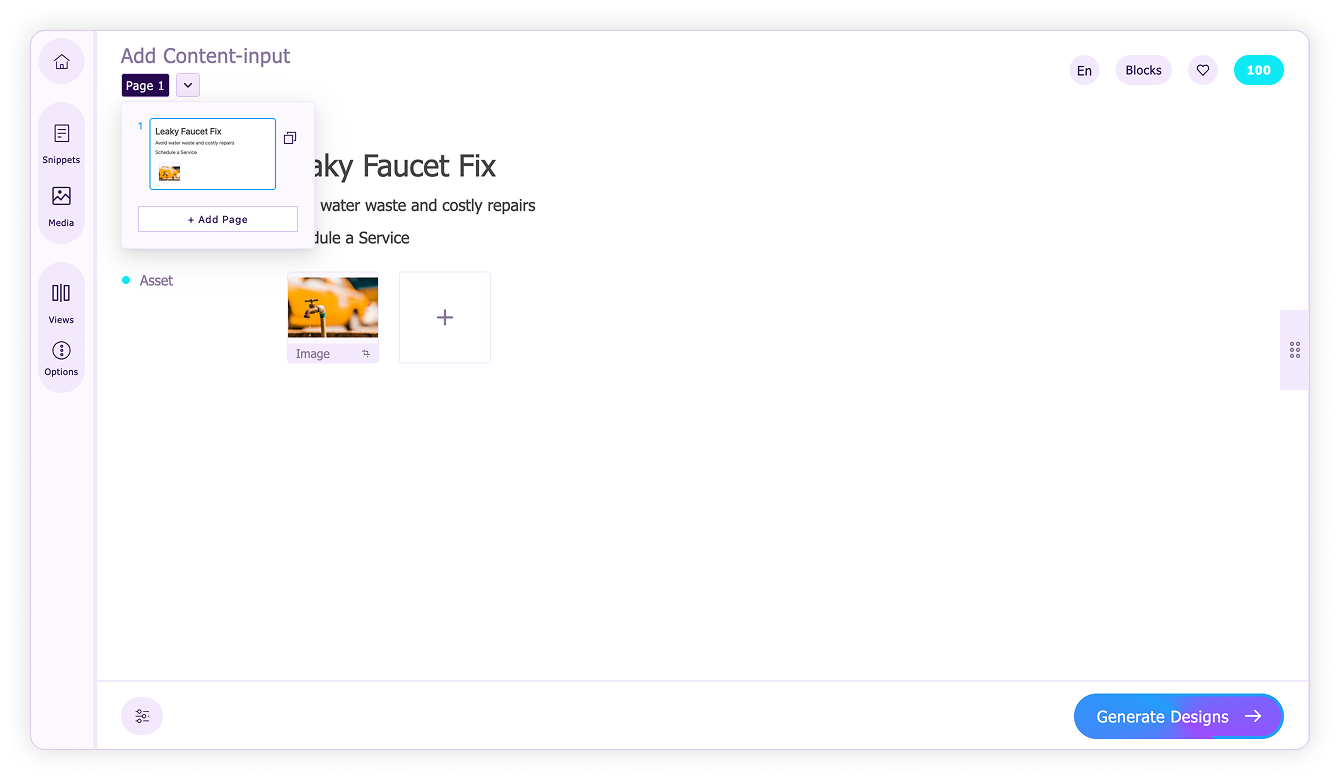 Add Content-input
Page 1
En
Blocks
100
1
Leaky Faucet Fix
Avoid water waste and costly repairs
Schedule a Service
+ Add Page
aky Faucet Fix
water waste and costly repairs
dule a Service
Snippets
Media
Views
Options
Asset
Image
Generate Designs